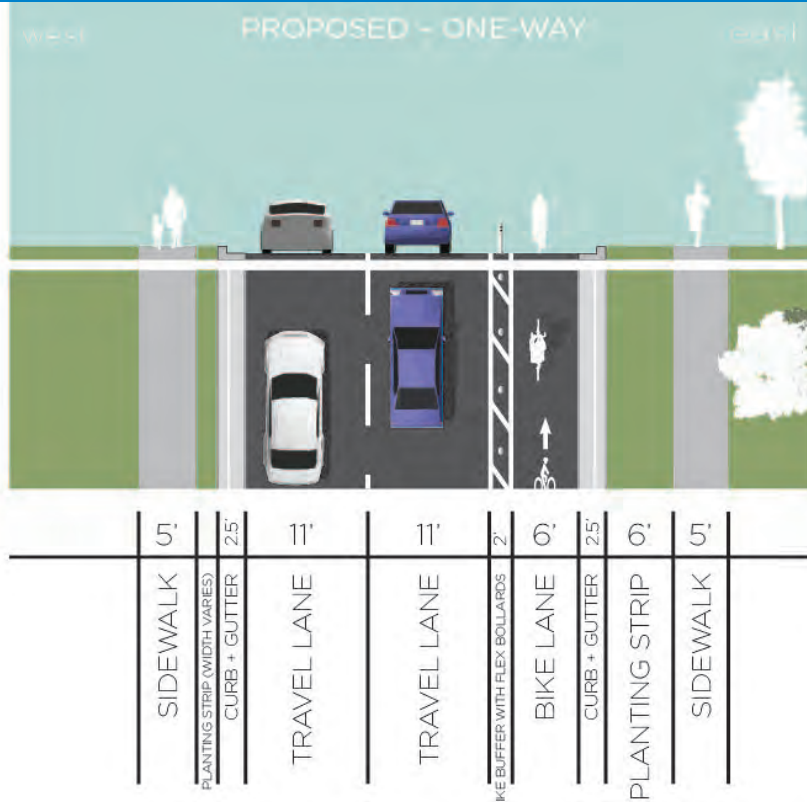 west
PROPOSED - ONE-WAY
east
5'
2.5'
11'
11'
2'
6'
2.5'
6'
5'
SIDEWALK
PLANTING STRIP (WIDTH VARIES)
CURB + GUTTER
TRAVEL LANE
TRAVEL LANE
KE BUFFER WITH FLEX BOLLARDS
BIKE LANE
CURB + GUTTER
PLANTING STRIP
SIDEWALK